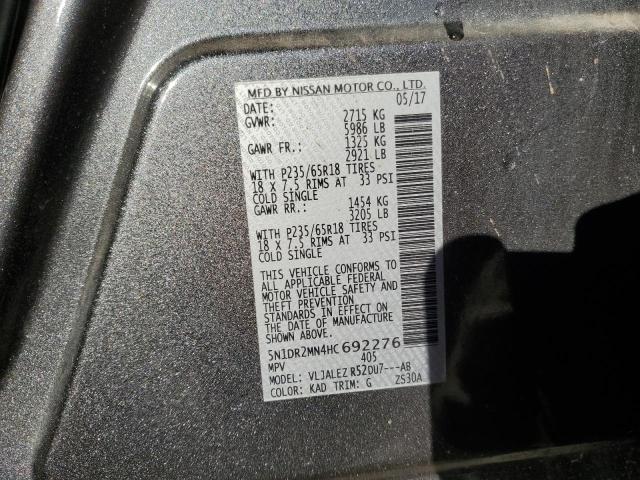 MFD BY NISSAN MOTOR CO., LTD.
DATE: 05/17
GVWR: 2715 KG
5986 LB
GAWR FR.: 1325 KG
2921 LB
WITH P235/65R18 TIRES
18 X 7.5 RIMS AT 33 PSI
COLD SINGLE
GAWR RR.: 1454 KG
3205 LB
WITH P235/65R18 TIRES
18 X 7.5 RIMS AT 33 PSI
COLD SINGLE
THIS VEHICLE CONFORMS TO
ALL APPLICABLE FEDERAL
MOTOR VEHICLE SAFETY AND
THEFT PREVENTION
STANDARDS IN EFFECT ON
THE DATE OF MANUFACTURE
SHOWN ABOVE.
5N1DR2MN4HC692276
MPV 405
MODEL: VLJALEZ R52DU7---AB
COLOR: KAD TRIM: G ZS30A